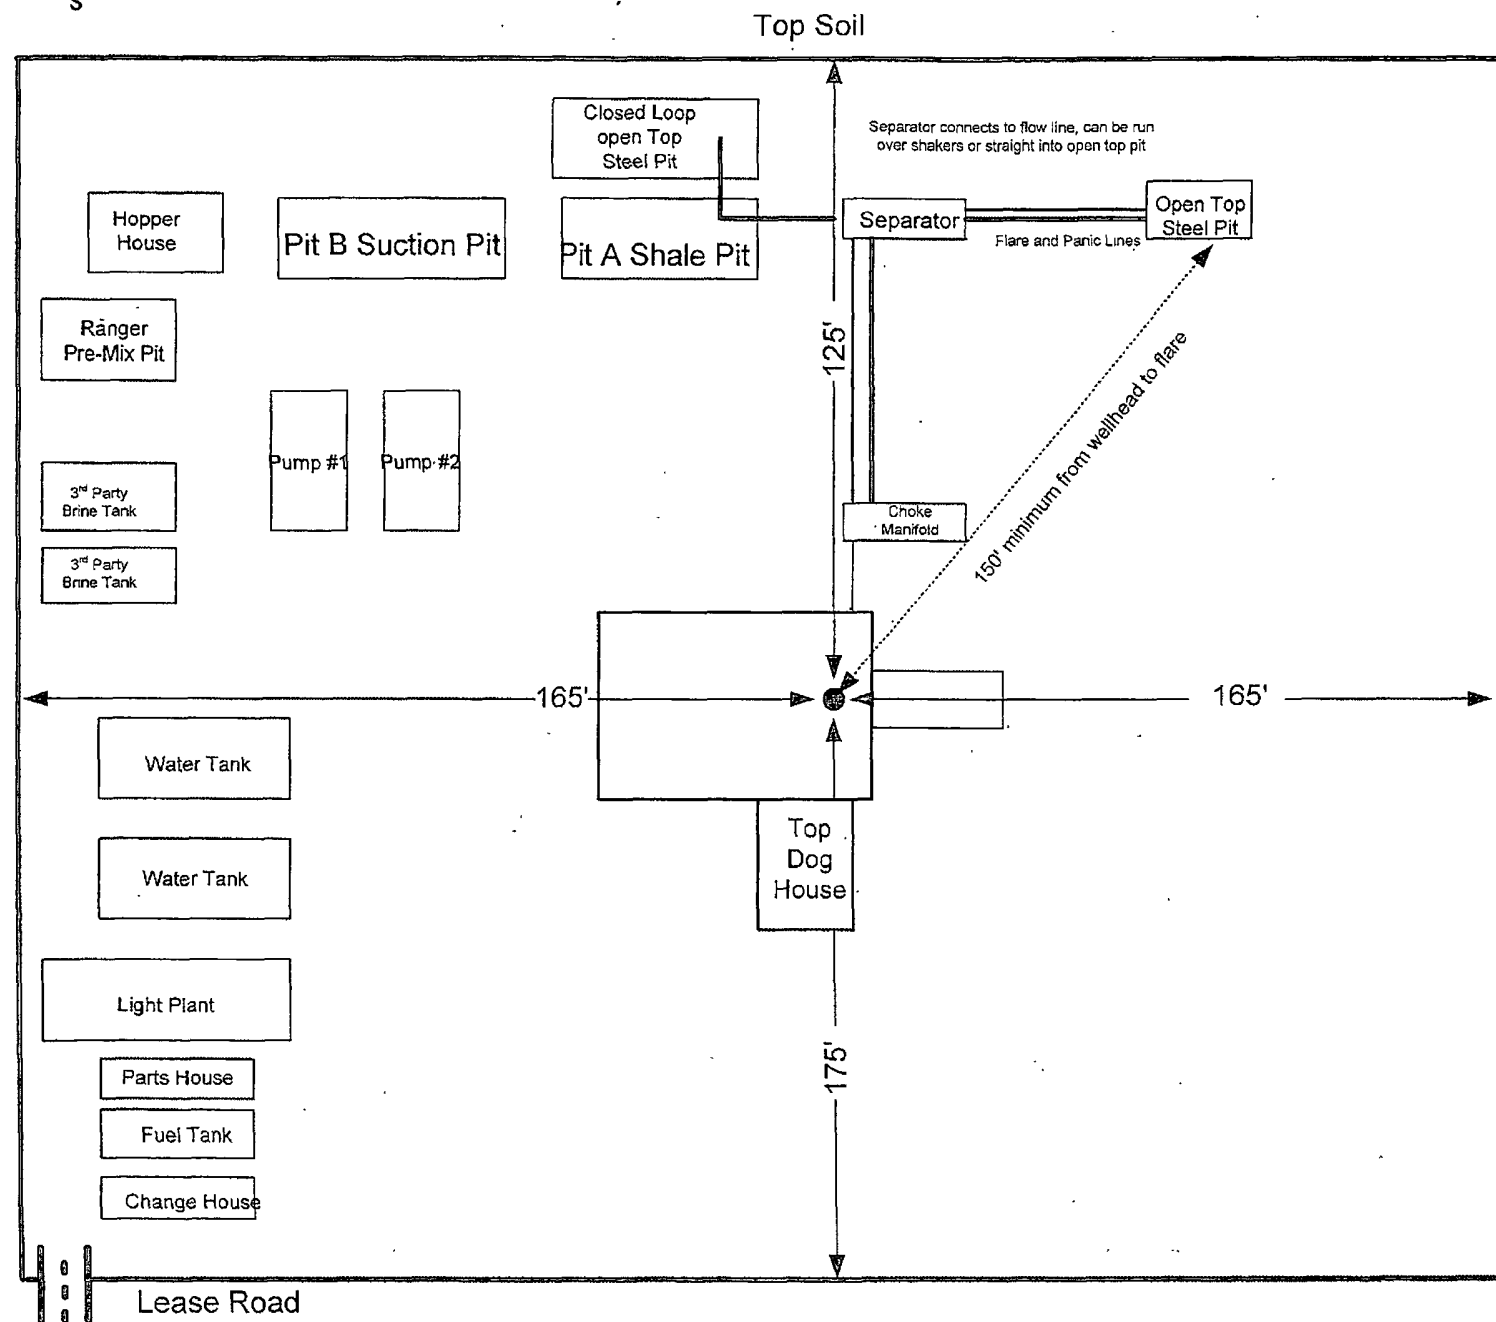 s
Top Soil
Closed Loop
open Top
Steel Pit
Separator connects to flow line, can be run
over shakers or straight into open top pit
Hopper
House
Pit B Suction Pit
Pit A Shale Pit
Separator
Open Top
Steel Pit
Flare and Panic Lines
Ranger
Pre-Mix Pit
125'
150' minimum from wellhead to flare
Pump #1
Pump #2
3rd Party
Brine Tank
Choke
Manifold
3rd Party
Brine Tank
165'
165'
Water Tank
Top
Dog
House
Water Tank
Light Plant
175'
Parts House
Fuel Tank
Change House
Lease Road